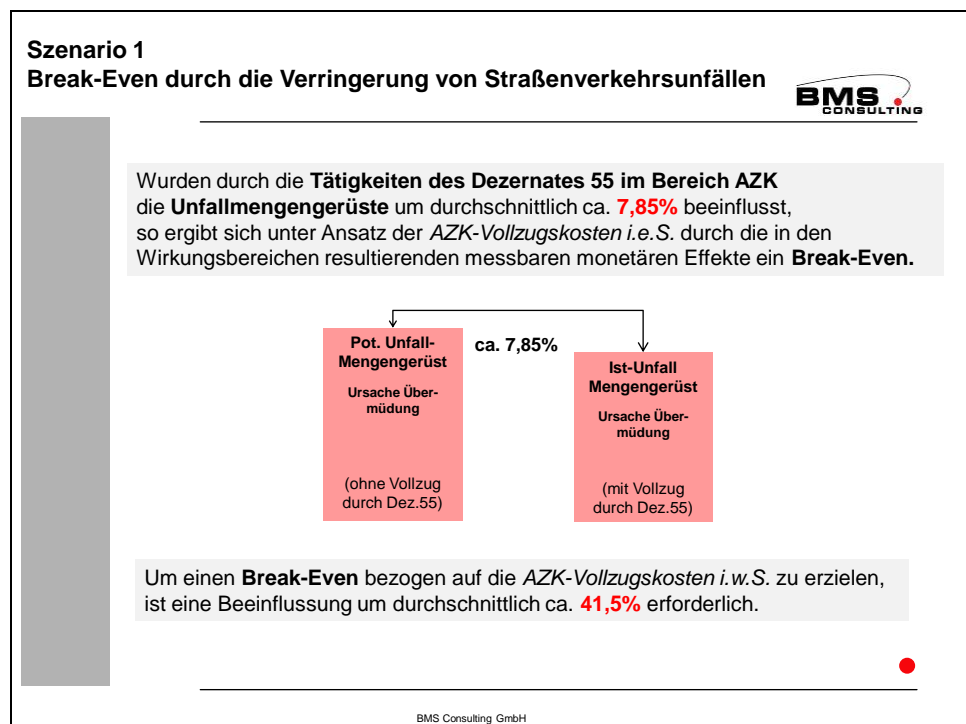 Szenario 1
Break-Even durch die Verringerung von Straßenverkehrsunfällen
BMS
CONSULTING
Wurden durch die Tätigkeiten des Dezernates 55 im Bereich AZK
die Unfallmengengerüste um durchschnittlich ca. 7,85% beeinflusst,
so ergibt sich unter Ansatz der AZK-Vollzugskosten i.e.S. durch die in den
Wirkungsbereichen resultierenden messbaren monetären Effekte ein Break-Even.
Pot. Unfall-
Mengengerüst
Ursache Über-
müdung
(ohne Vollzug
durch Dez.55)
ca. 7,85%
Ist-Unfall
Mengengerüst
Ursache Über-
müdung
(mit Vollzug
durch Dez.55)
Um einen Break-Even bezogen auf die AZK-Vollzugskosten i.w.S. zu erzielen,
ist eine Beeinflussung um durchschnittlich ca. 41,5% erforderlich.
BMS Consulting GmbH